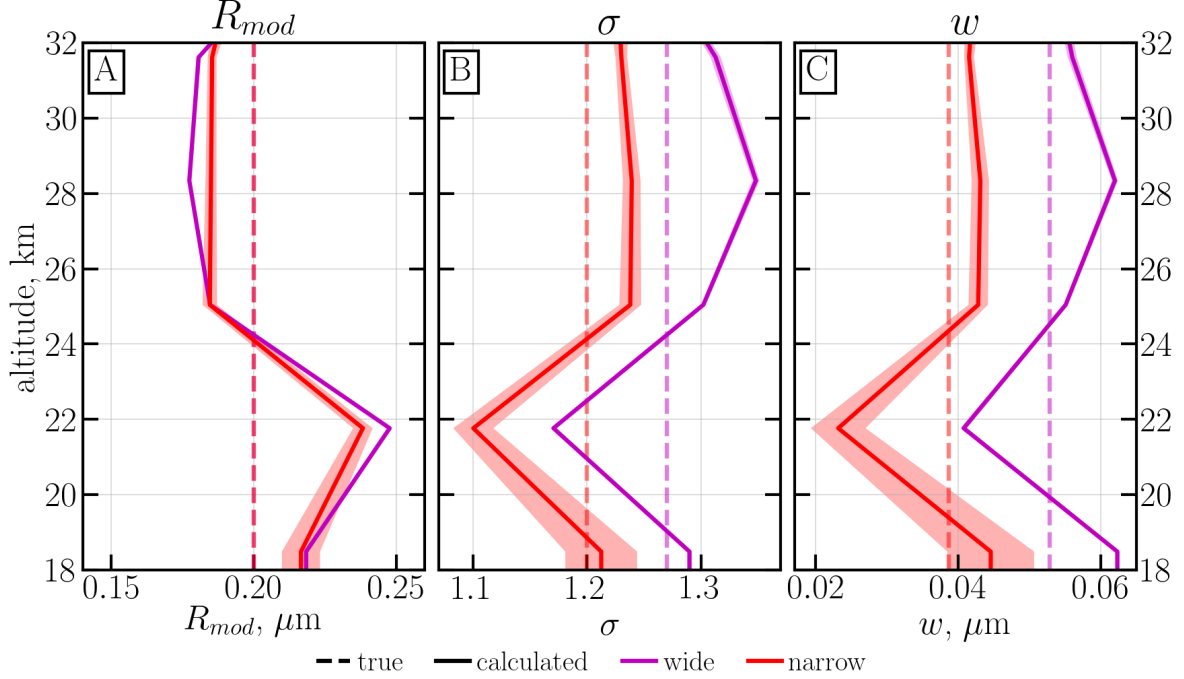 R_mod σ w
A B C
32 32
30 30
28 28
26 26
24 24
22 22
20 20
18 18
altitude, km
0.15 0.20 0.25 1.1 1.2 1.3 0.02 0.04 0.06
R_mod, μm σ w, μm
true calculated wide narrow